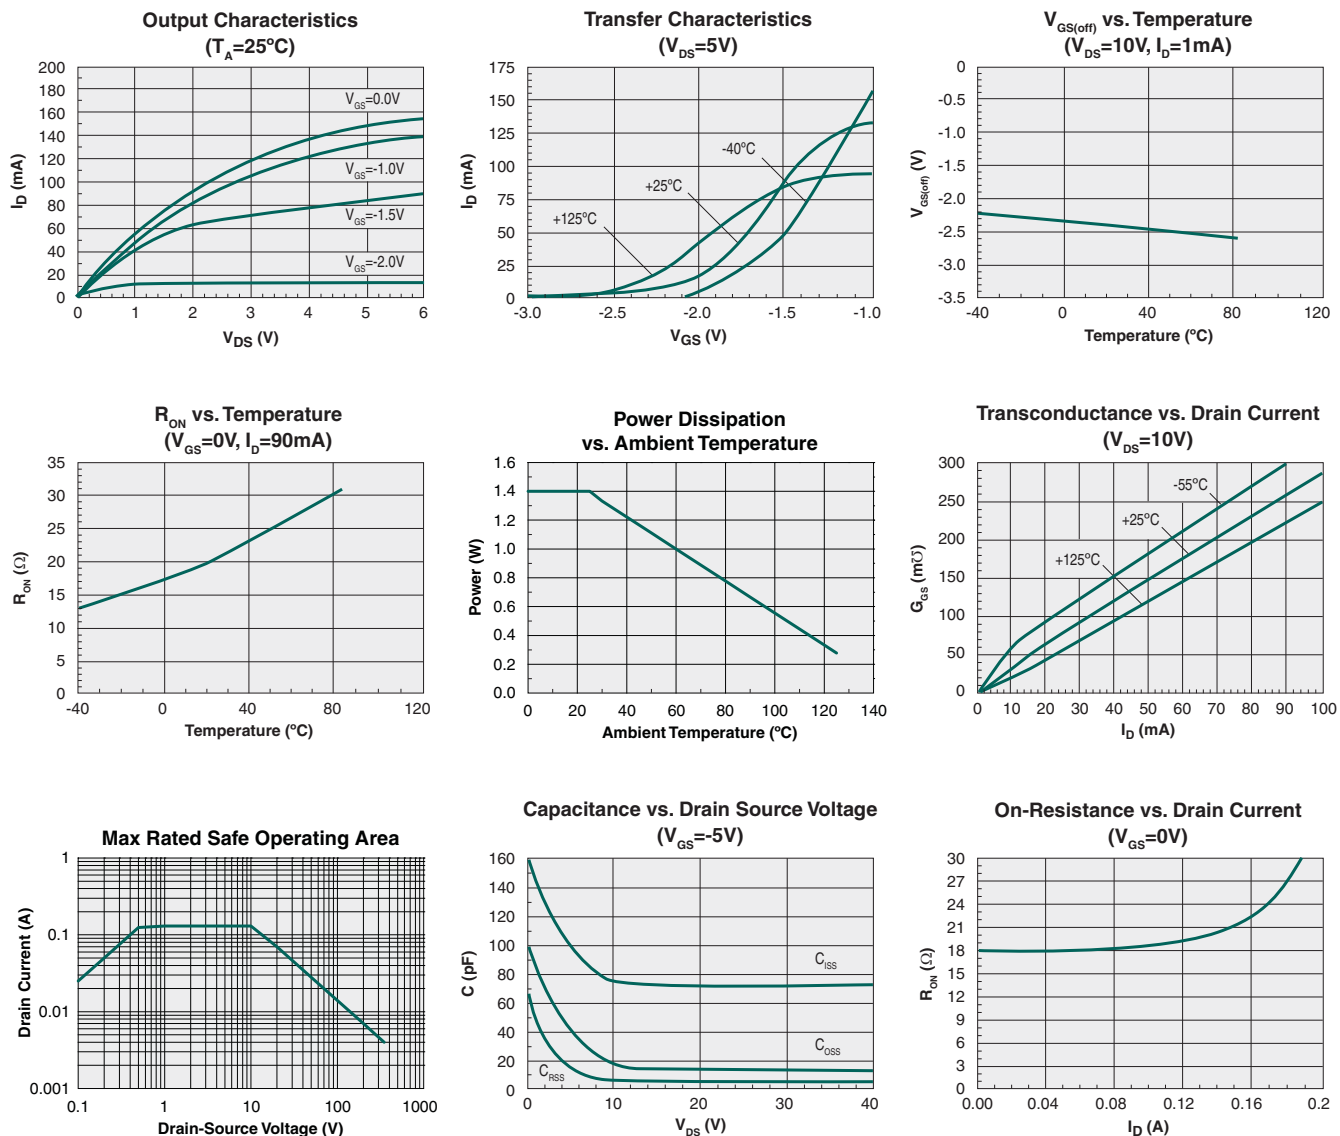 Output Characteristics
(TA=25ºC)
200
180
160
140
120
100
80
60
40
20
0
ID (mA)
VGS=0.0V
VGS=-1.0V
VGS=-1.5V
VGS=-2.0V
0 1 2 3 4 5 6
VDS (V)
Transfer Characteristics
(VDS=5V)
175
150
125
100
75
50
25
0
ID (mA)
-40ºC
+25ºC
+125ºC
-3.0 -2.5 -2.0 -1.5 -1.0
VGS (V)
VGS(off) vs. Temperature
(VDS=10V, ID=1mA)
0
-0.5
-1.0
-1.5
-2.0
-2.5
-3.0
-3.5
VGS(off) (V)
-40 0 40 80 120
Temperature (ºC)
RON vs. Temperature
(VGS=0V, ID=90mA)
35
30
25
20
15
10
5
0
RON (Ω)
-40 0 40 80 120
Temperature (ºC)
Power Dissipation
vs. Ambient Temperature
1.6
1.4
1.2
1.0
0.8
0.6
0.4
0.2
0.0
Power (W)
0 20 40 60 80 100 120 140
Ambient Temperature (ºC)
Transconductance vs. Drain Current
(VDS=10V)
300
250
200
150
100
50
0
GGS (m℧)
-55ºC
+25ºC
+125ºC
0 10 20 30 40 50 60 70 80 90 100
ID (mA)
Max Rated Safe Operating Area
1
0.1
0.01
0.001
Drain Current (A)
0.1 1 10 100 1000
Drain-Source Voltage (V)
Capacitance vs. Drain Source Voltage
(VGS=-5V)
160
140
120
100
80
60
40
20
0
C (pF)
CISS
COSS
CRSS
0 10 20 30 40
VDS (V)
On-Resistance vs. Drain Current
(VGS=0V)
30
27
24
21
18
15
12
9
6
3
0
RON (Ω)
0.00 0.04 0.08 0.12 0.16 0.2
ID (A)